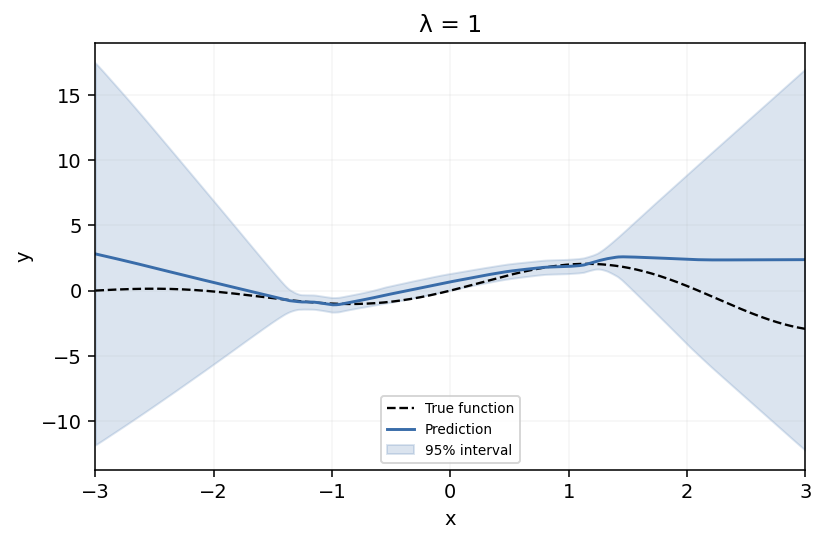 λ = 1
y
15
10
5
0
−5
−10
True function
Prediction
95% interval
−3
−2
−1
0
1
2
3
x